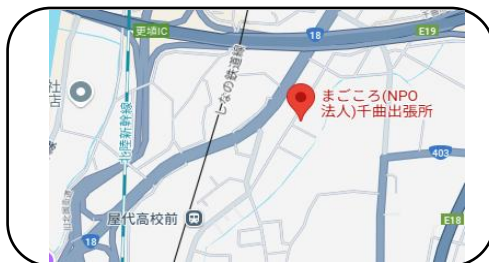 更埴IC
18
E19
社
店
しなの鉄道線
まごころ(NPO
法人)千曲出張所
北陸新幹線
403
屋代高校前
E18
18